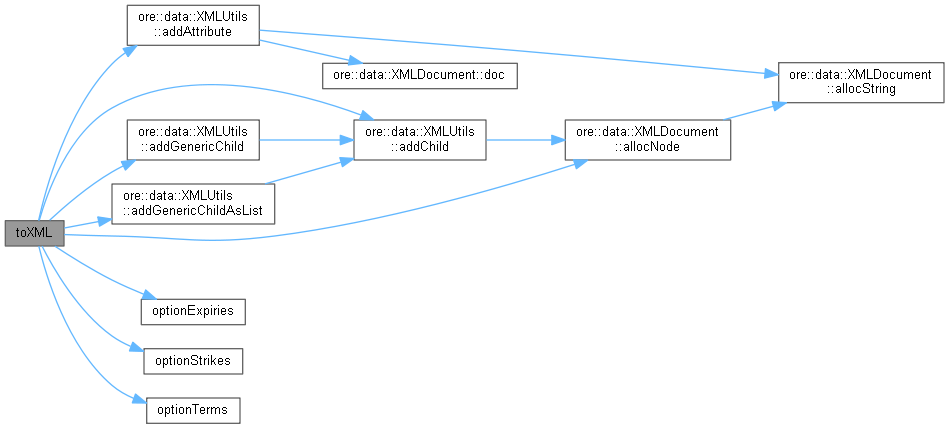 ore::data::XMLUtils
::addAttribute
ore::data::XMLDocument::doc
ore::data::XMLDocument
::allocString
ore::data::XMLUtils
::addGenericChild
ore::data::XMLUtils
::addChild
ore::data::XMLDocument
::allocNode
ore::data::XMLUtils
::addGenericChildAsList
toXML
optionExpiries
optionStrikes
optionTerms